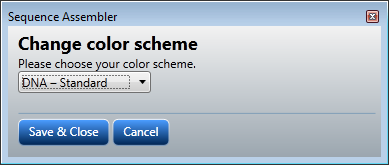 Sequence Assembler
Change color scheme
Please choose your color scheme.
DNA – Standard
Save & Close Cancel